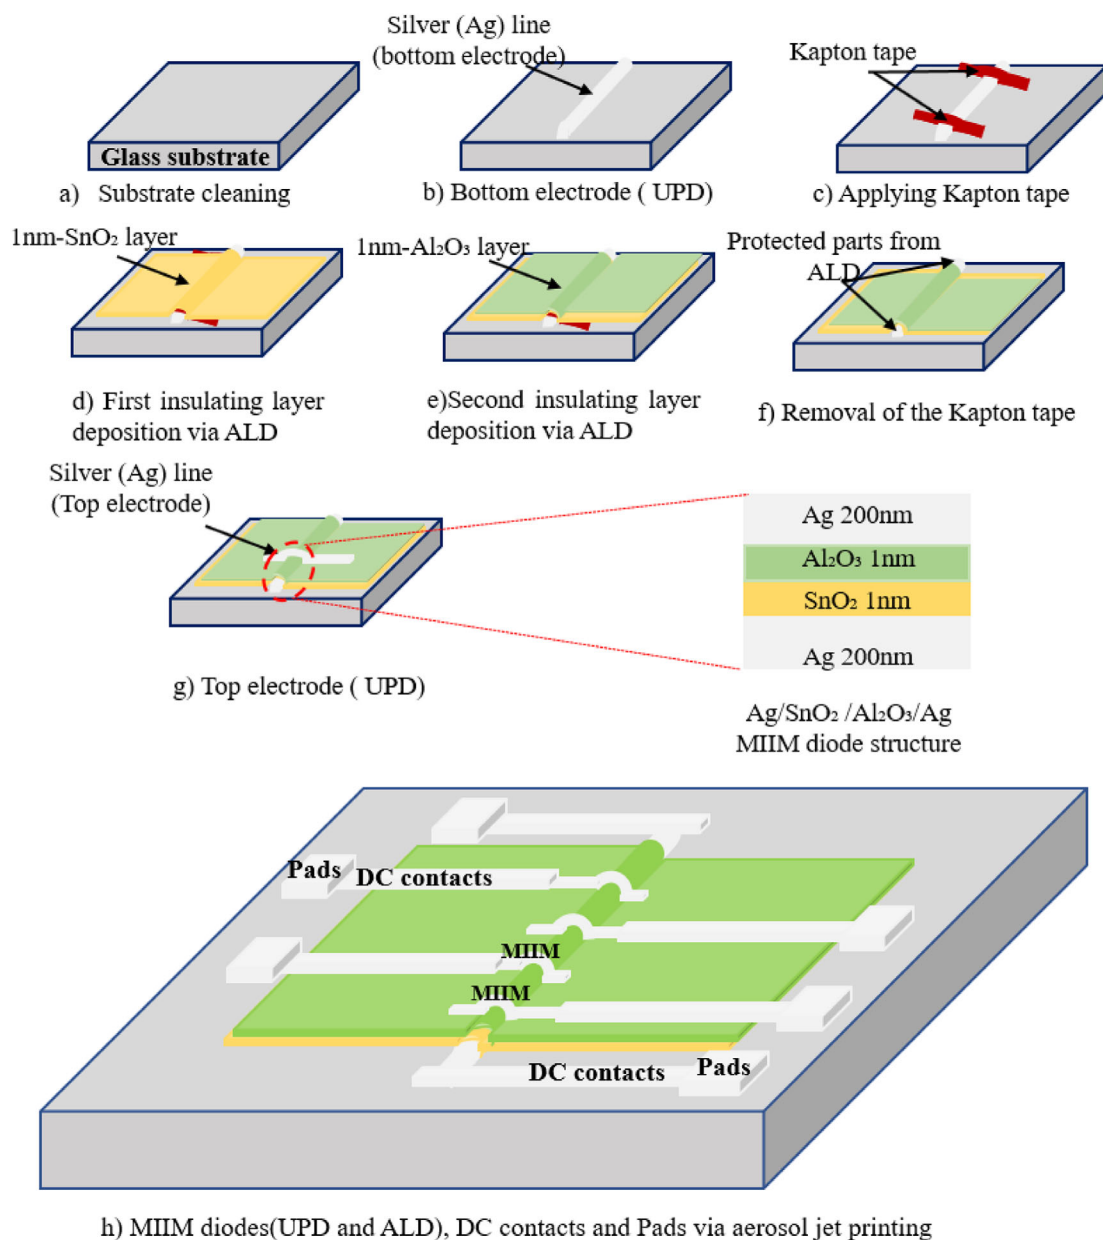 Silver (Ag) line
(bottom electrode)
Kapton tape
Glass substrate
a) Substrate cleaning
b) Bottom electrode ( UPD)
c) Applying Kapton tape
1nm-SnO₂ layer
1nm-Al₂O₃ layer
Protected parts from
ALD
d) First insulating layer
deposition via ALD
e)Second insulating layer
deposition via ALD
f) Removal of the Kapton tape
Silver (Ag) line
(Top electrode)
Ag 200nm
Al₂O₃ 1nm
SnO₂ 1nm
Ag 200nm
g) Top electrode ( UPD)
Ag/SnO₂ /Al₂O₃/Ag
MIIM diode structure
Pads
DC contacts
MIIM
MIIM
DC contacts
Pads
h) MIIM diodes(UPD and ALD), DC contacts and Pads via aerosol jet printing